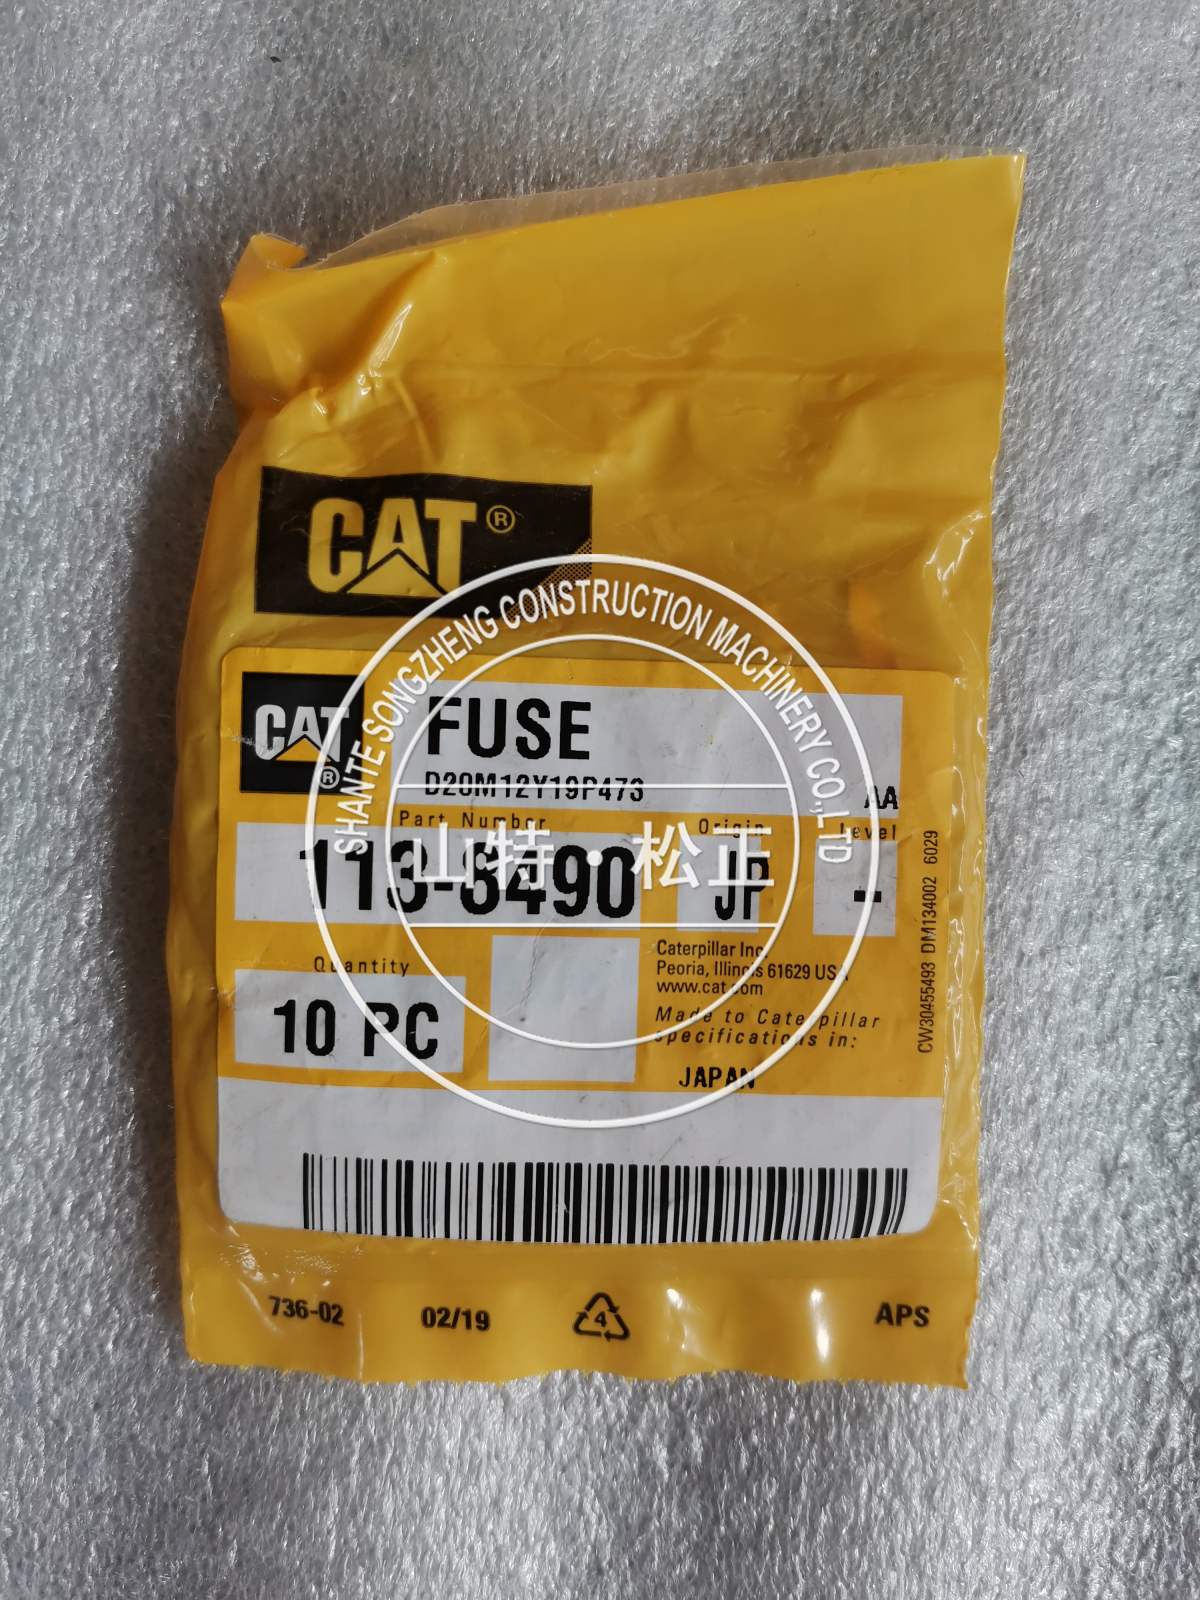 CAT®
CAT®
FUSE
D20M12Y19P473
AA
Part Number
Origin
Level
113-8490
JP
-
Quantity
10 PC
Caterpillar Inc.
Peoria, Illinois 61629 USA
www.cat.com
Made to Caterpillar
specifications in:
JAPAN
CW30455493 DM134002 6029
736-02
02/19
4
APS
SHANTE SONGZHENG CONSTRUCTION MACHINERY CO.,LTD
山特·松正